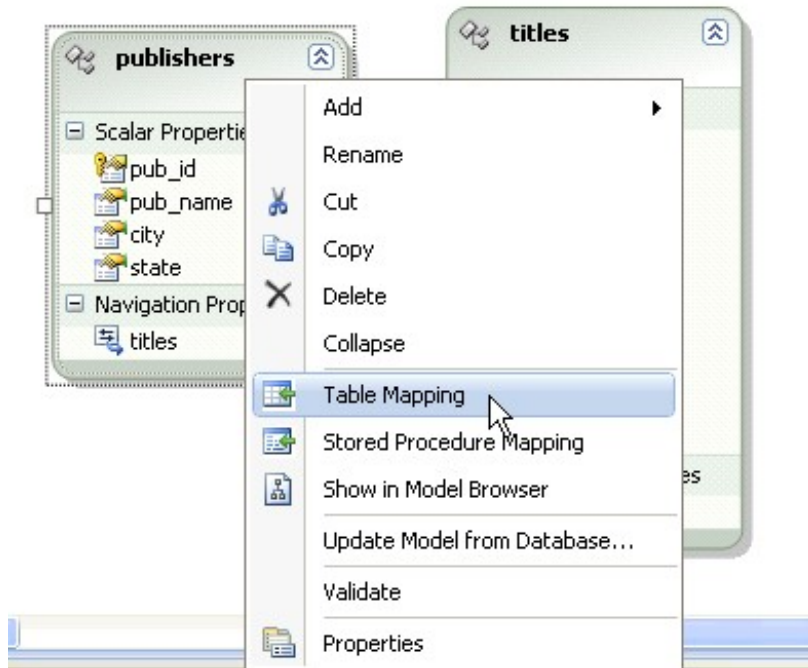 publishers
Scalar Propertie
pub_id
pub_name
city
state
Navigation Prop
titles
titles
es
Add
Rename
Cut
Copy
Delete
Collapse
Table Mapping
Stored Procedure Mapping
Show in Model Browser
Update Model from Database...
Validate
Properties